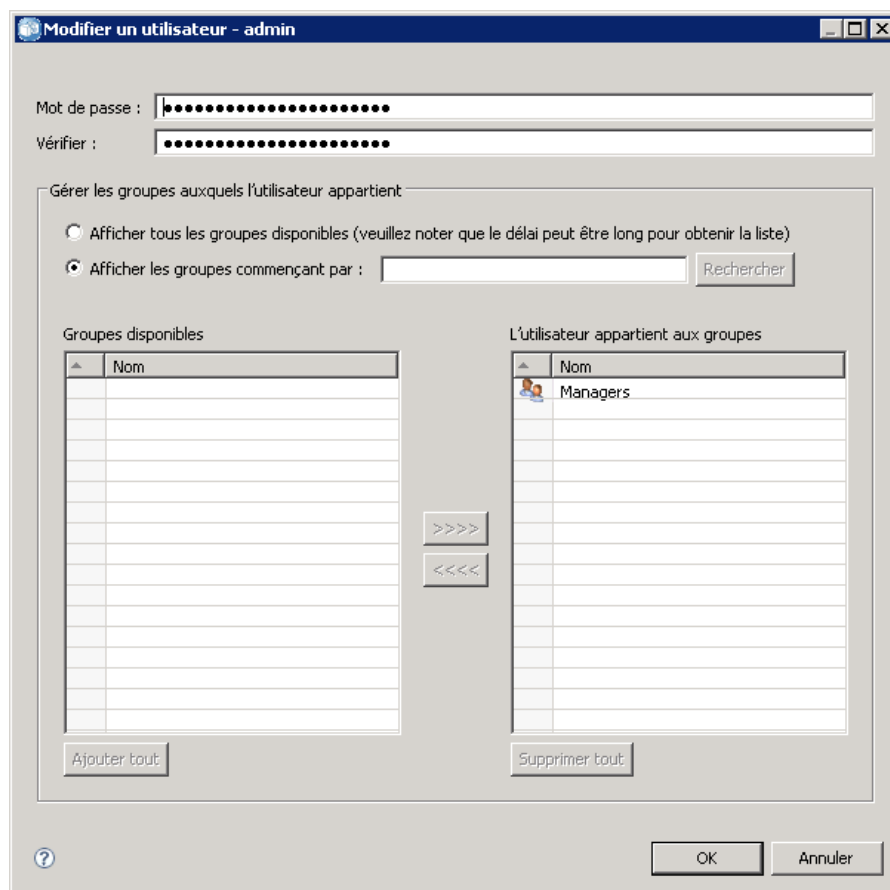 Modifier un utilisateur - admin
Mot de passe : ●●●●●●●●●●●●●●●●●●●●●●●
Vérifier : ●●●●●●●●●●●●●●●●●●●●●●●
Gérer les groupes auxquels l'utilisateur appartient
Afficher tous les groupes disponibles (veuillez noter que le délai peut être long pour obtenir la liste)
Afficher les groupes commençant par : Rechercher
Groupes disponibles
Nom
L'utilisateur appartient aux groupes
Nom
Managers
>>>>
<<<<
Ajouter tout
Supprimer tout
?
OK Annuler